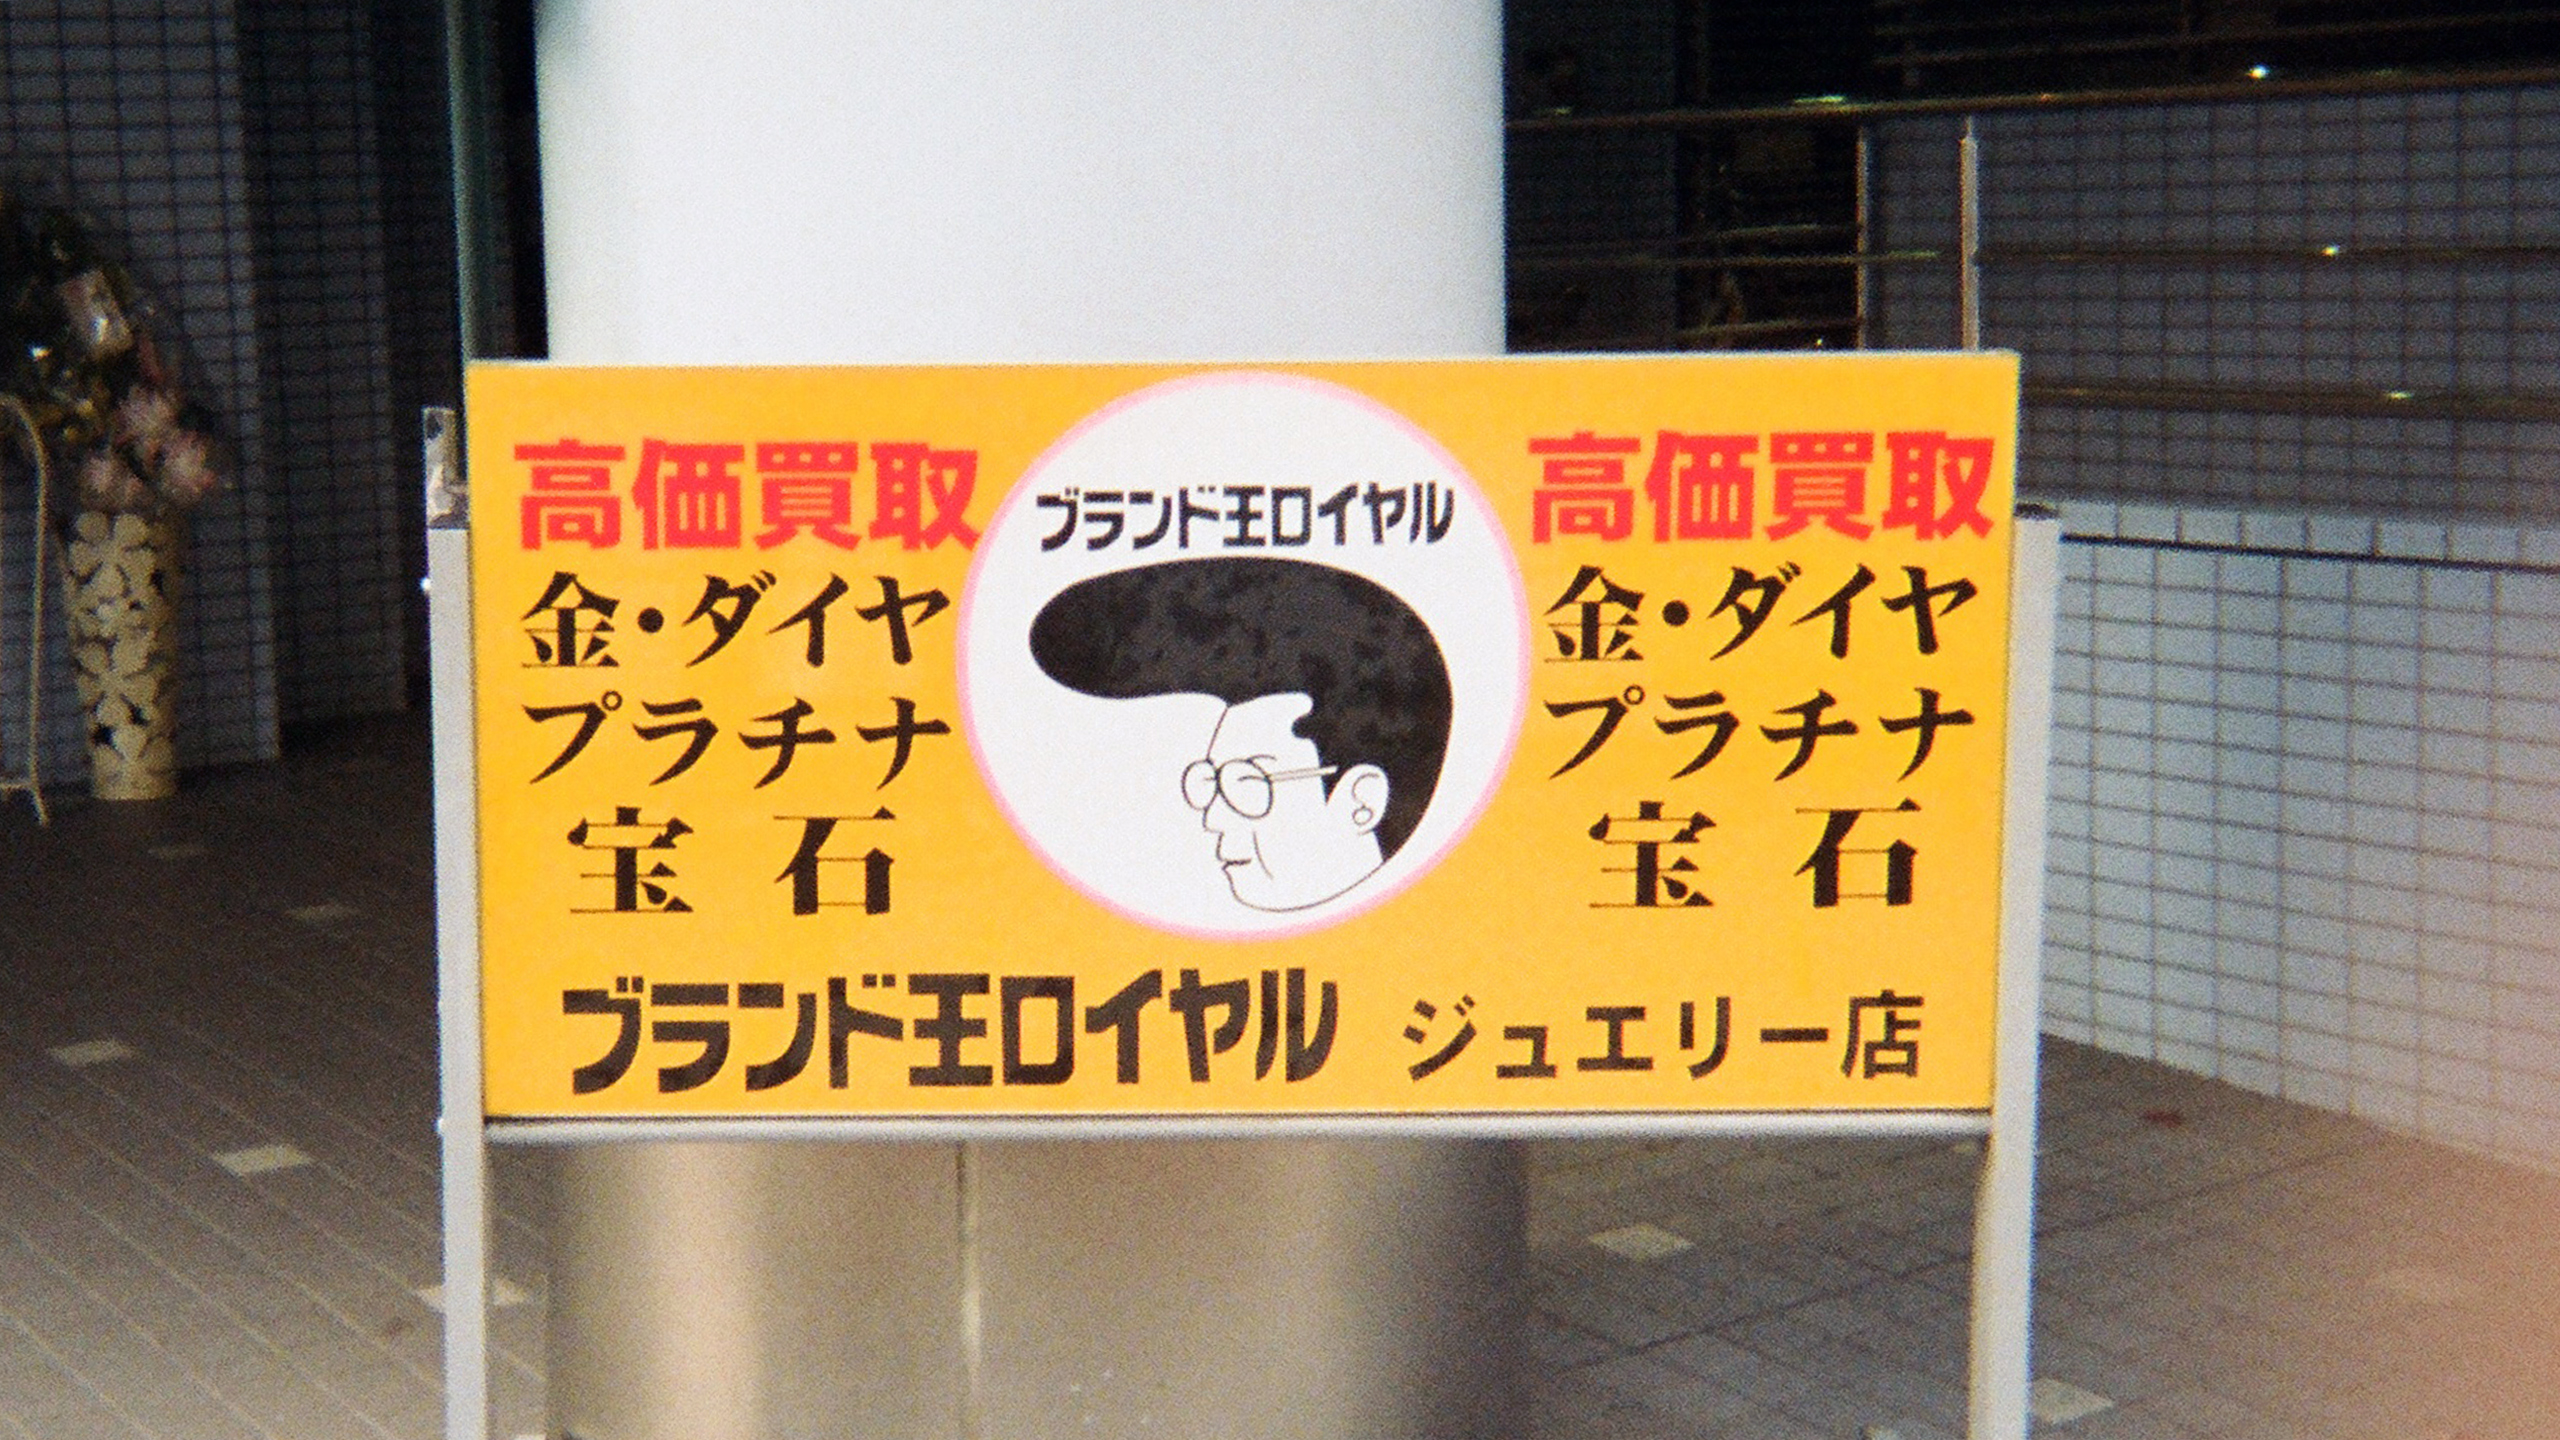 高価買取
金・ダイヤ
プラチナ
宝石
ブランド王ロイヤル
高価買取
金・ダイヤ
プラチナ
宝石
ブランド王ロイヤル ジュエリー店